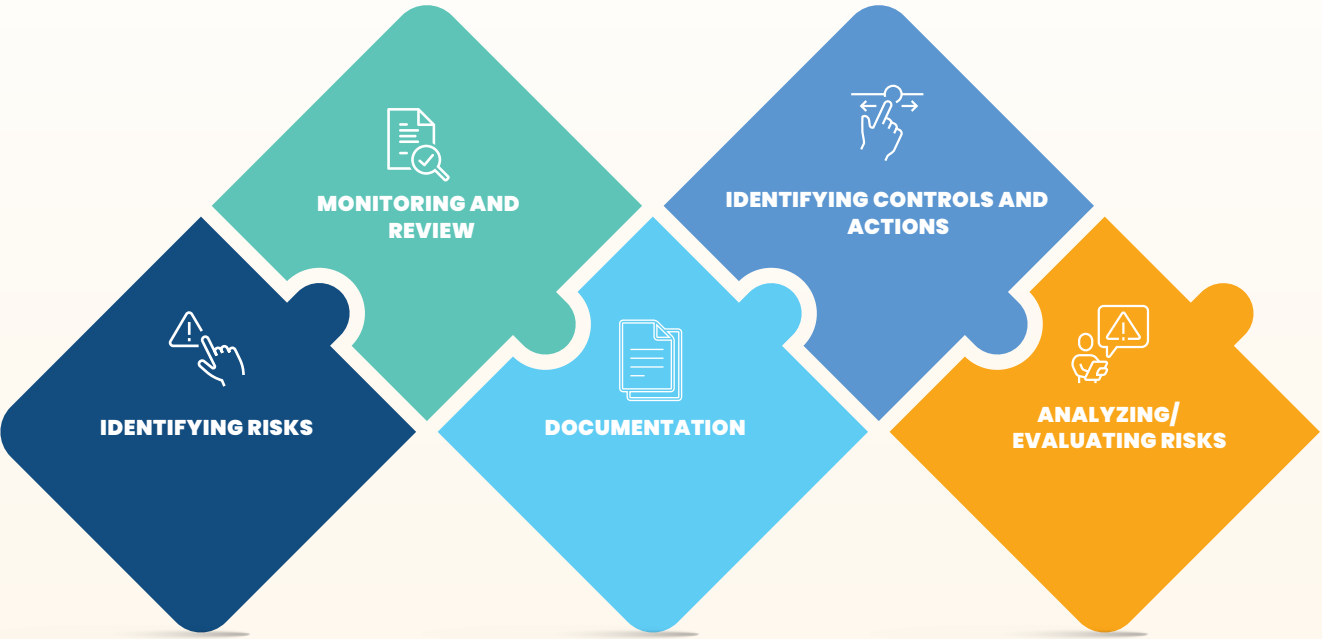 MONITORING AND
REVIEW
IDENTIFYING CONTROLS AND
ACTIONS
IDENTIFYING RISKS
DOCUMENTATION
ANALYZING/
EVALUATING RISKS